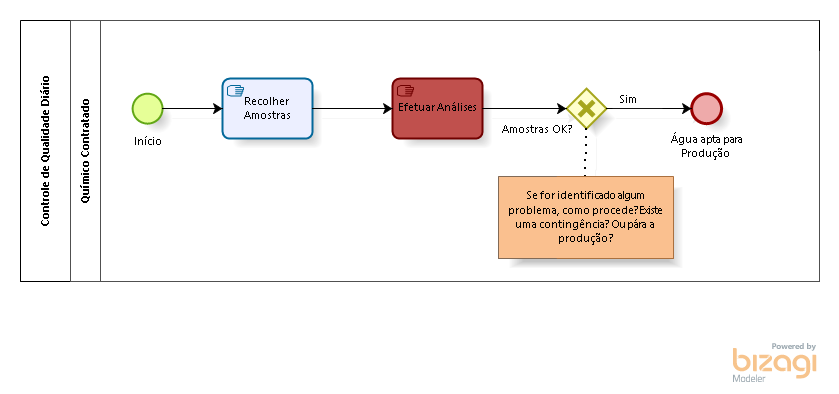 Controle de Qualidade Diário
Químico Contratado
Início
Recolher
Amostras
Efetuar Análises
Amostras OK?
Sim
Água apta para
Produção
Se for identificado algum
problema, como procede? Existe
uma contingência? Ou pára a
produção?
Powered by
bizagi
Modeler